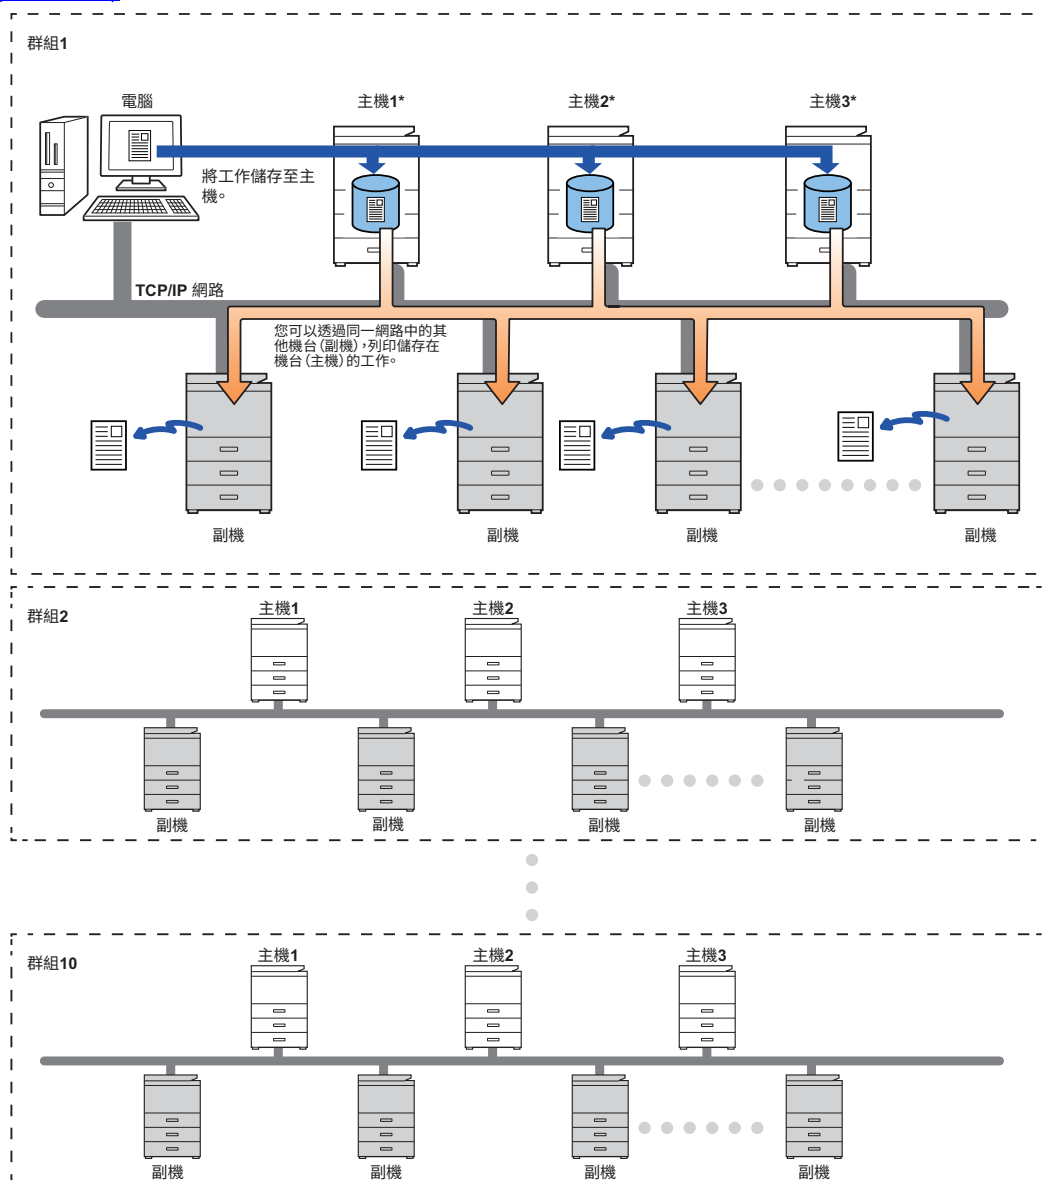 群組1
電腦
主機1*
主機2*
主機3*
將工作儲存至主
機。
TCP/IP 網路
您可以透過同一網路中的其
他機台(副機),列印儲存在
機台(主機)的工作。
副機
副機
副機
副機
群組2
主機1
主機2
主機3
副機
副機
副機
副機
群組10
主機1
主機2
主機3
副機
副機
副機
副機